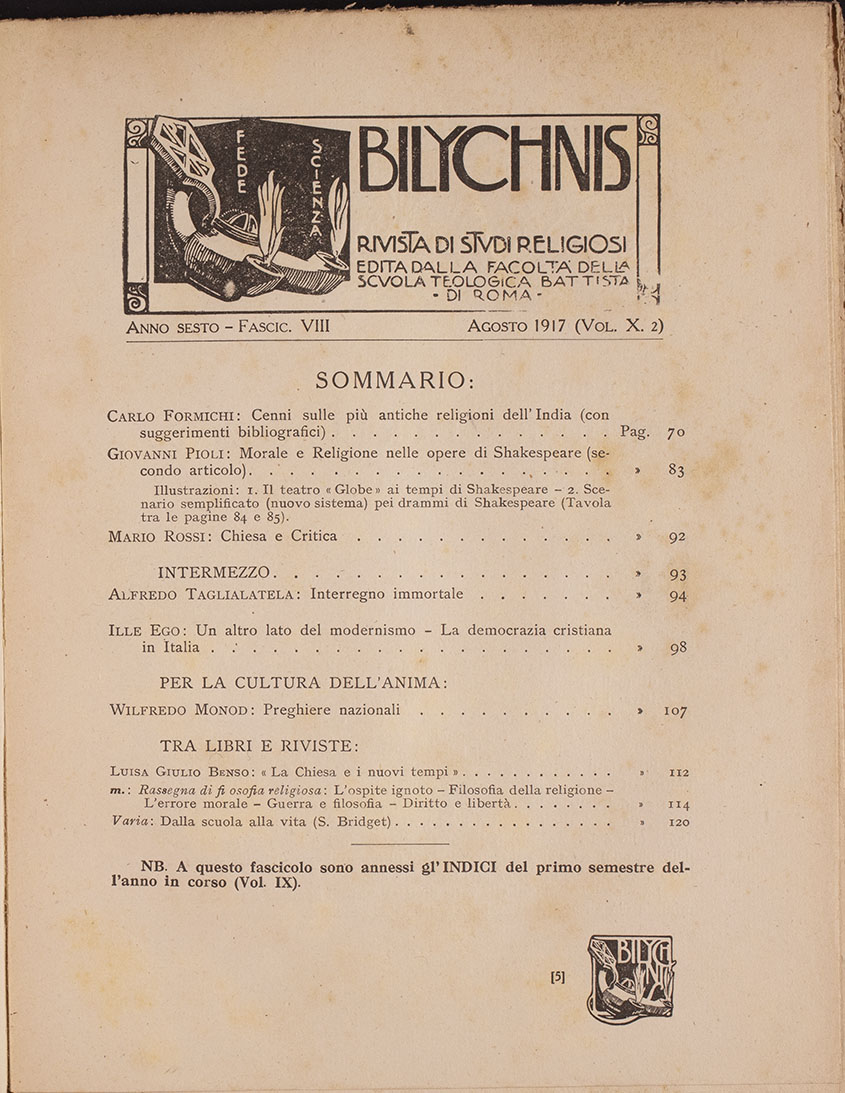 FEDE
SCIENZA
BILYCHNIS
RIVISTA DI STVDI RELIGIOSI
EDITA DALLA FACOLTA' DELLA
SCVOLA TEOLOGICA BATTISTA
- DI ROMA -
ANNO SESTO – FASCIC. VIII AGOSTO 1917 (VOL. X. 2)
SOMMARIO:
CARLO FORMICHI: Cenni sulle più antiche religioni dell'India (con
suggerimenti bibliografici) . . . . . . . . . . . . . . Pag. 70
GIOVANNI PIOLI: Morale e Religione nelle opere di Shakespeare (se-
condo articolo). . . . . . . . . . . . . . . . . . » 83
Illustrazioni: 1. Il teatro «Globe» ai tempi di Shakespeare – 2. Sce-
nario semplificato (nuovo sistema) pei drammi di Shakespeare (Tavola
tra le pagine 84 e 85).
MARIO ROSSI: Chiesa e Critica . . . . . . . . . . . . . » 92
INTERMEZZO. . . . . . . . . . . . . . . . . » 93
ALFREDO TAGLIALATELA: Interregno immortale . . . . . . . » 94
ILLE EGO: Un altro lato del modernismo – La democrazia cristiana
in Italia . . . . . . . . . . . . . . . . . . . . » 98
PER LA CULTURA DELL'ANIMA:
WILFREDO MONOD: Preghiere nazionali . . . . . . . . . . » 107
TRA LIBRI E RIVISTE:
LUISA GIULIO BENSO: « La Chiesa e i nuovi tempi ». . . . . . . . . . . . » 112
m.: Rassegna di fi osofia religiosa: L'ospite ignoto – Filosofia della religione –
L'errore morale – Guerra e filosofia – Diritto e libertà . . . . . . . . » 114
Varia: Dalla scuola alla vita (S. Bridget) . . . . . . . . . . . . . . . . . » 120
NB. A questo fascicolo sono annessi gl'INDICI del primo semestre del-
l'anno in corso (Vol. IX).
[5]
BILYCH
NIS